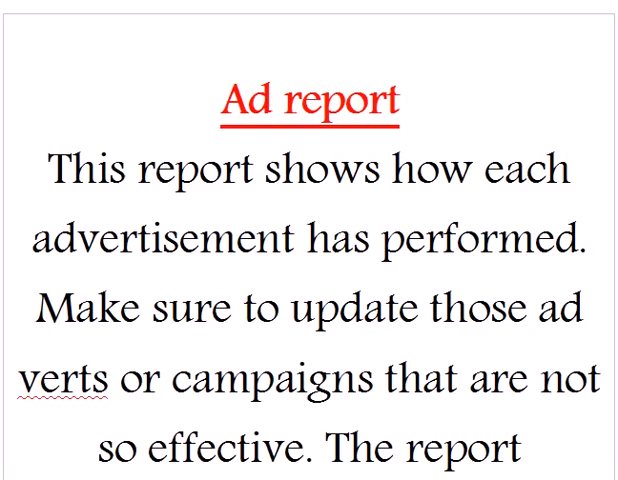 Ad report
This report shows how each
advertisement has performed.
Make sure to update those ad
verts or campaigns that are not
so effective. The report